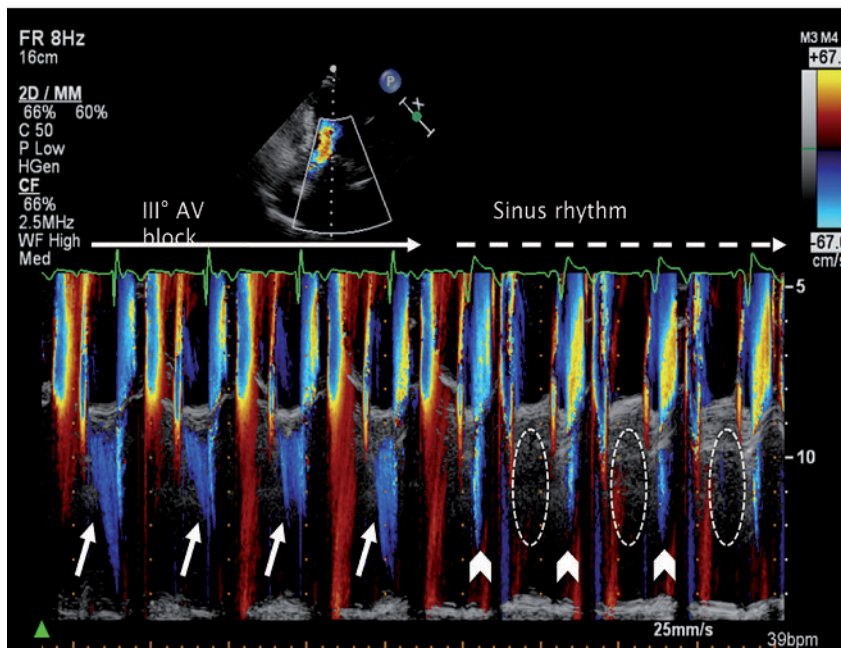 FR 8Hz
16cm
2D / MM
66% 60%
C 50
P Low
HGen
CF
66%
2.5MHz
WF High
Med
P
X
M3 M4
+67.
-67.
cm/s
III° AV
block
Sinus rhythm
5
10
25mm/s
39bpm